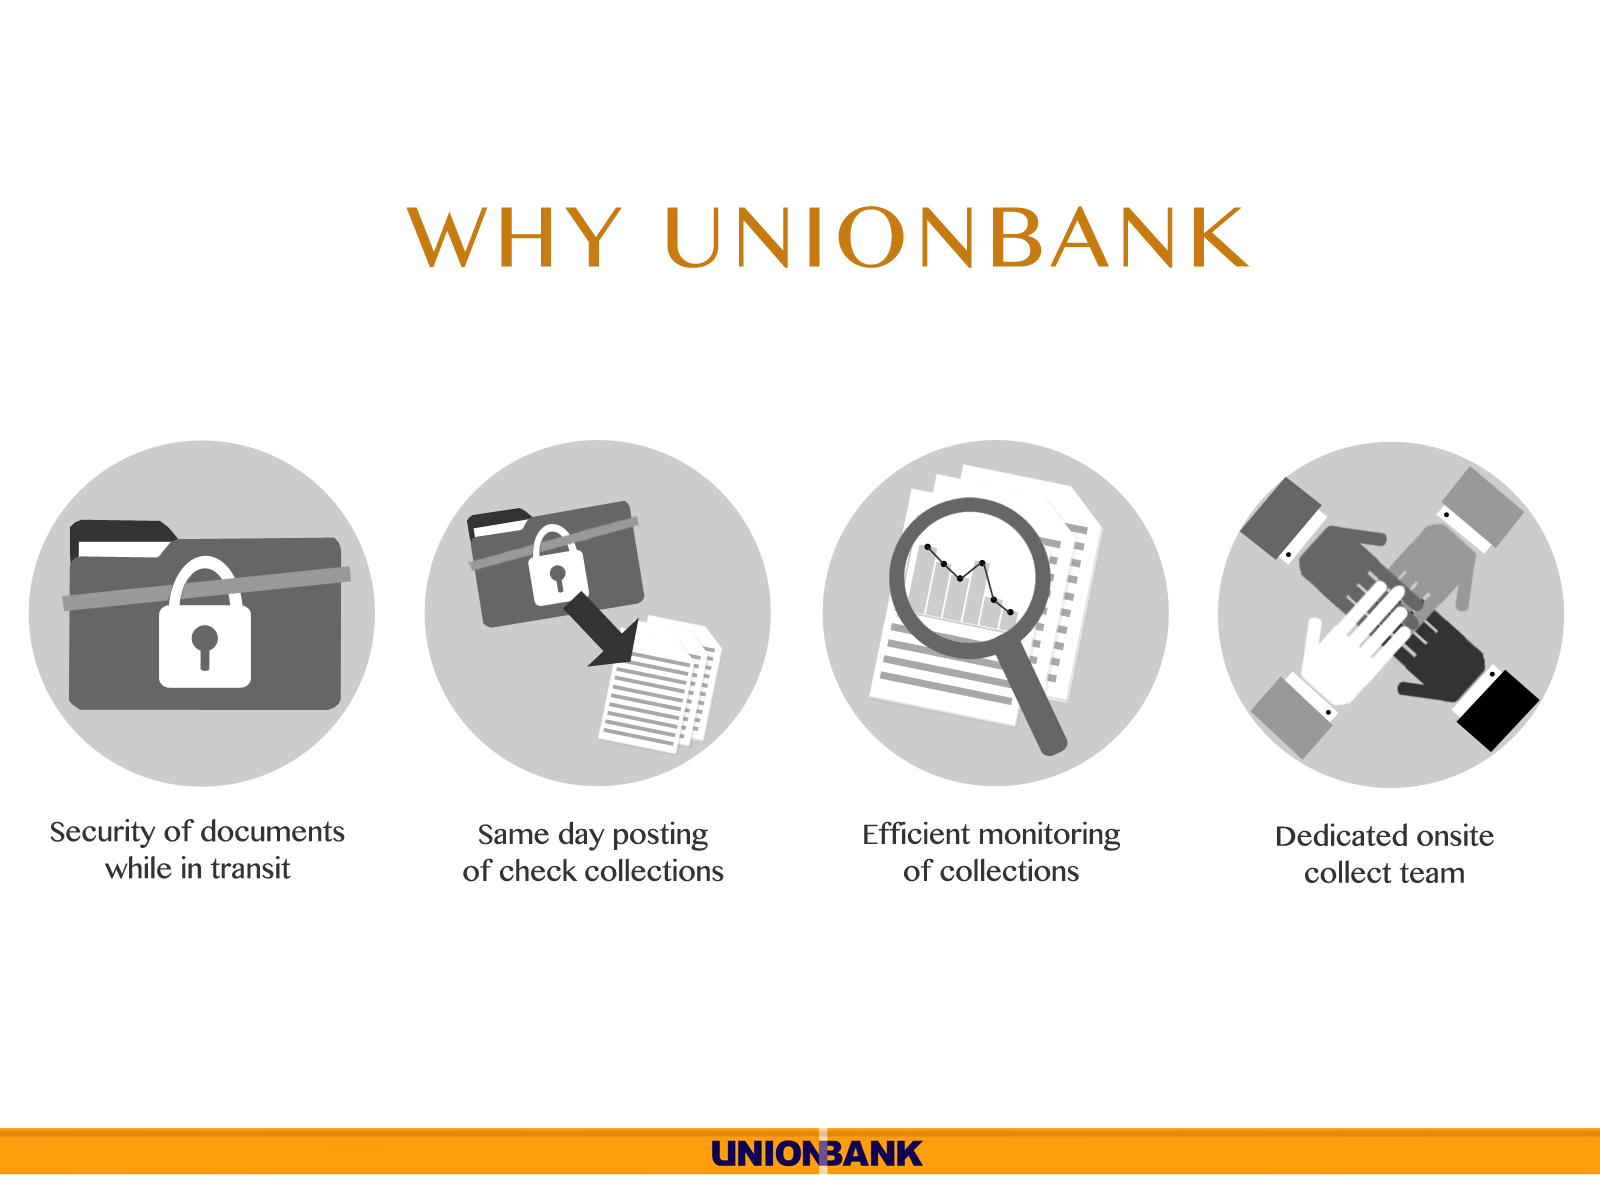 WHY UNIONBANK
Security of documents
while in transit
Same day posting
of check collections
Efficient monitoring
of collections
Dedicated onsite
collect team
UNIONBANK